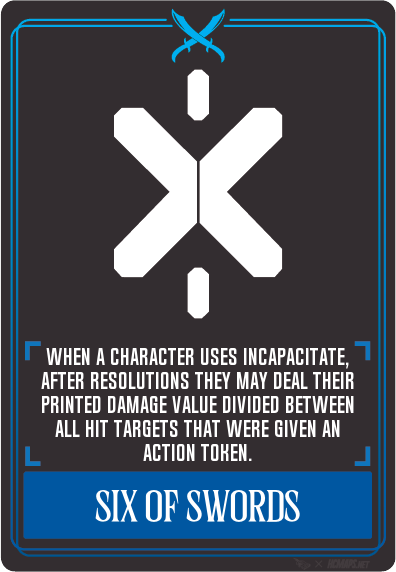 WHEN A CHARACTER USES INCAPACITATE,
AFTER RESOLUTIONS THEY MAY DEAL THEIR
PRINTED DAMAGE VALUE DIVIDED BETWEEN
ALL HIT TARGETS THAT WERE GIVEN AN
ACTION TOKEN.
SIX OF SWORDS